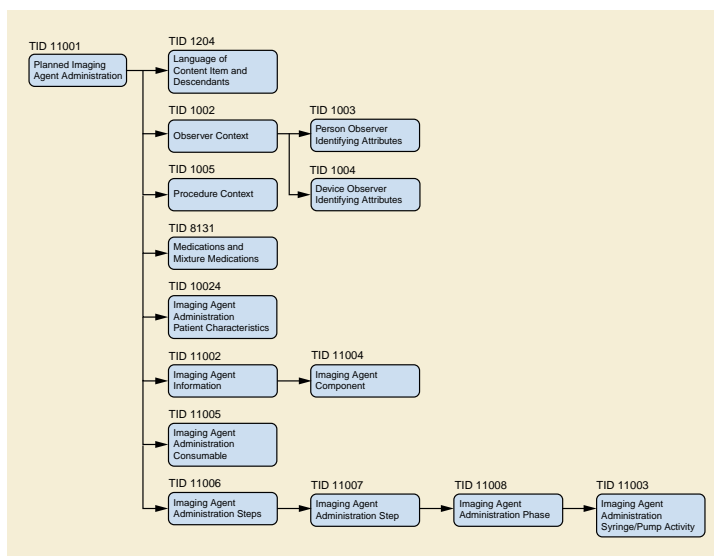 TID 11001
Planned Imaging
Agent Administration
TID 1204
Language of
Content Item and
Descendants
TID 1002
Observer Context
TID 1003
Person Observer
Identifying Attributes
TID 1004
Device Observer
Identifying Attributes
TID 1005
Procedure Context
TID 8131
Medications and
Mixture Medications
TID 10024
Imaging Agent
Administration
Patient Characteristics
TID 11002
Imaging Agent
Information
TID 11004
Imaging Agent
Component
TID 11005
Imaging Agent
Administration
Consumable
TID 11006
Imaging Agent
Administration Steps
TID 11007
Imaging Agent
Administration Step
TID 11008
Imaging Agent
Administration Phase
TID 11003
Imaging Agent
Administration
Syringe/Pump Activity